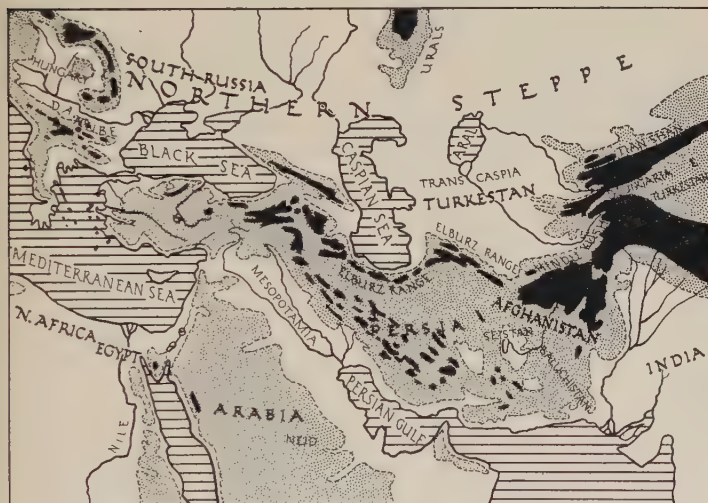 URALS
HUNGARY
SOUTH-RUSSIA
NORTHERN STEPPE
DANUBE
BLACK SEA
CASPIAN SEA
ARAL
TIAN SHAN
TRANS CASPIA
TURKESTAN
TURKESTAN
ELBURZ RANGE
ELBURZ RANGE
HINDU
MEDITERRANEAN SEA
MESOPOTAMIA
PERSIA
AFGHANISTAN
SEISTAN
BALUCHISTAN
N. AFRICA
EGYPT
INDIA
ARABIA
NEJD
PERSIAN GULF
NILE